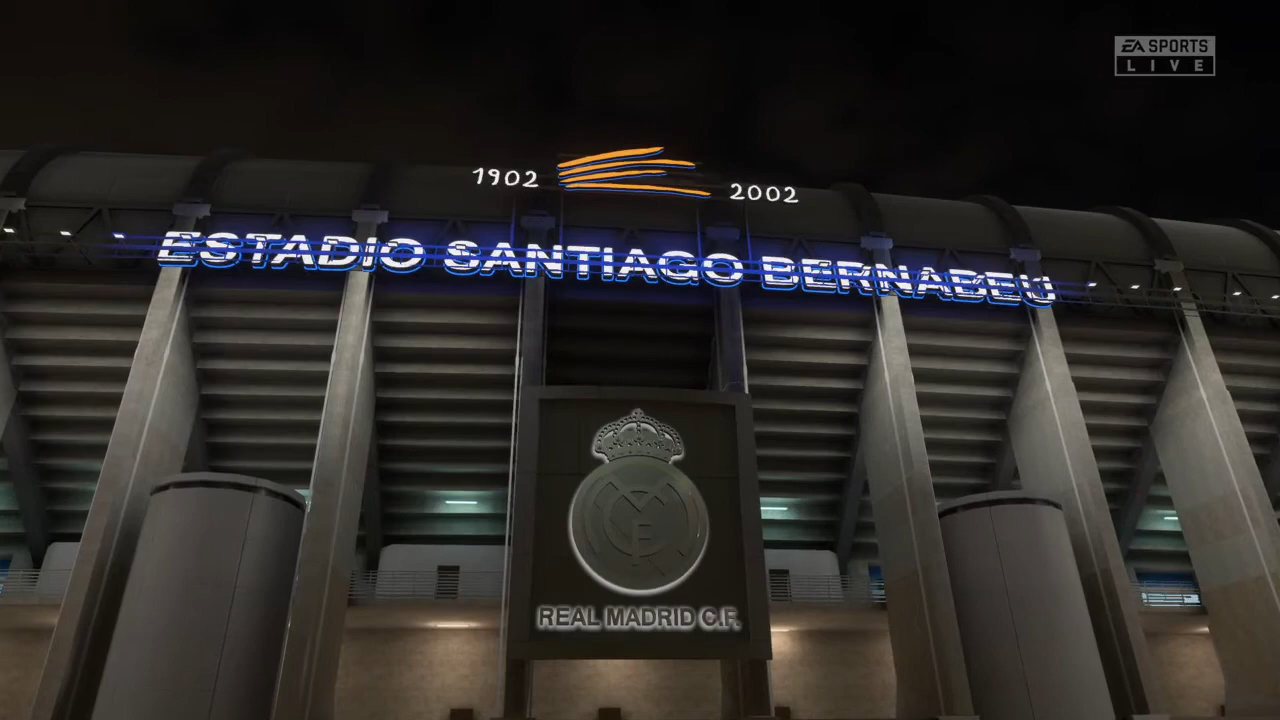 EA SPORTS
LIVE
1902 2002
ESTADIO SANTIAGO BERNABEU
REAL MADRID C.F.